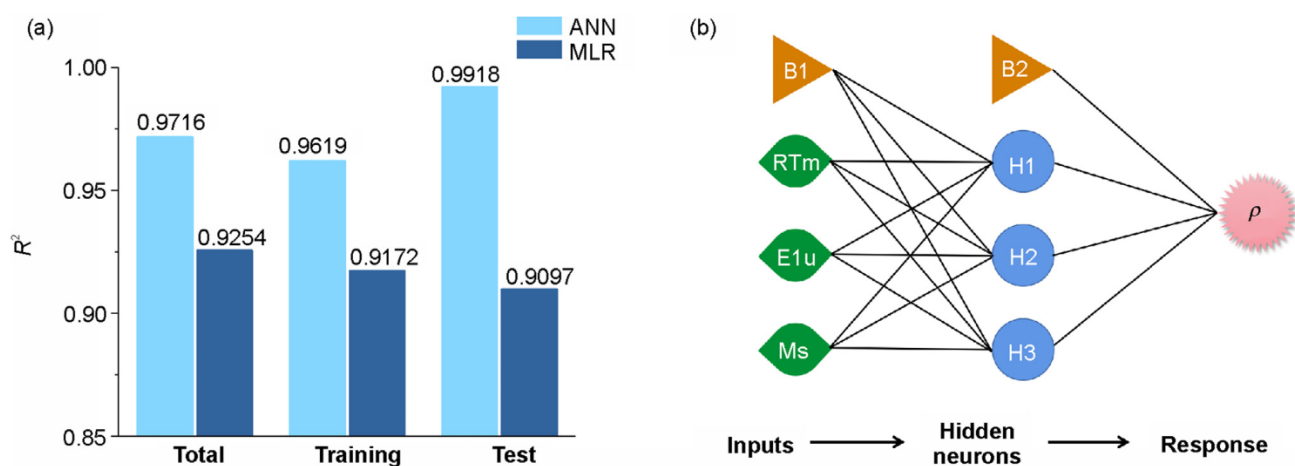 (a)
ANN
MLR
R²
1.00
0.95
0.90
0.85
0.9716
0.9254
0.9619
0.9172
0.9918
0.9097
Total
Training
Test
(b)
B1
B2
RTm
H1
E1u
H2
Ms
H3
ρ
Inputs
Hidden
neurons
Response